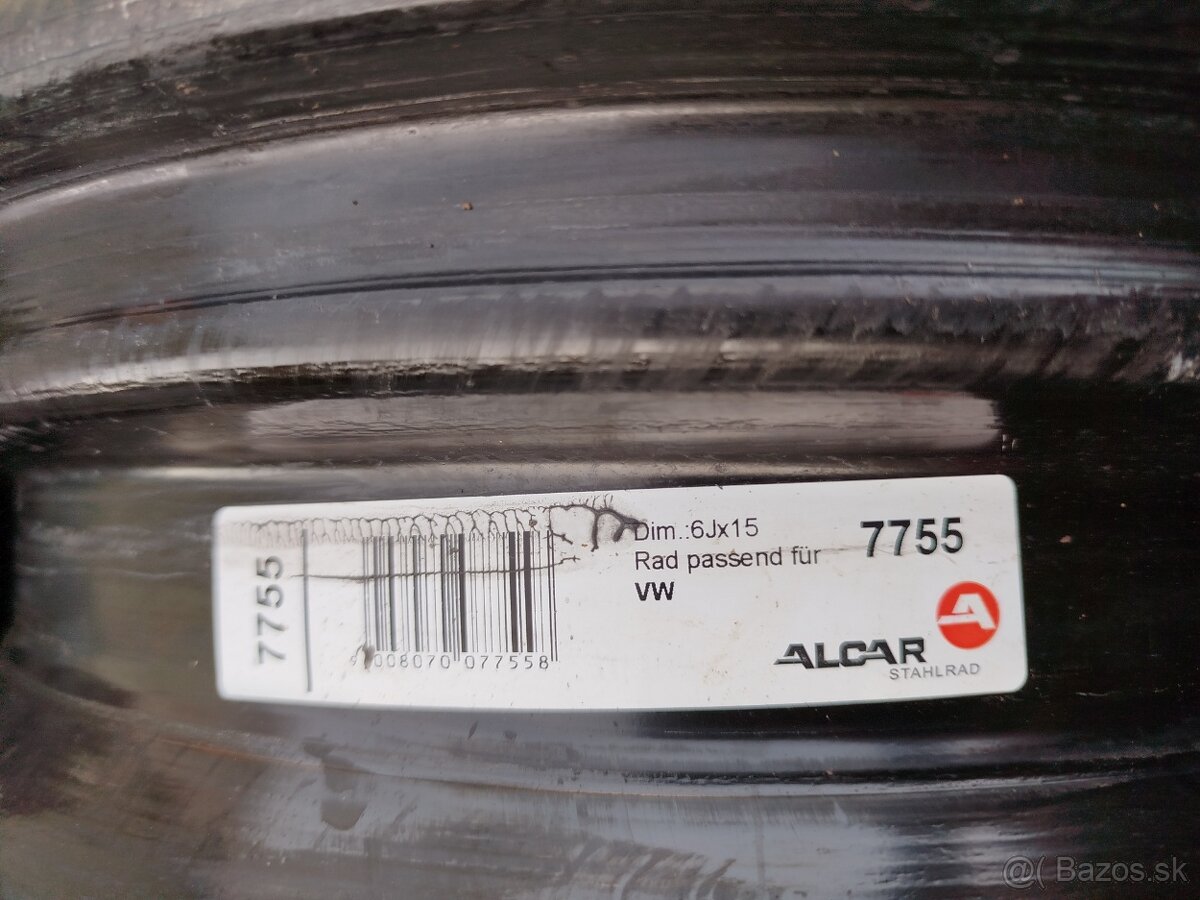 7755
008070 077558
Dim.:6Jx15
Rad passend für
VW
7755
ALCAR
STAHLRAD
@( Bazos.sk